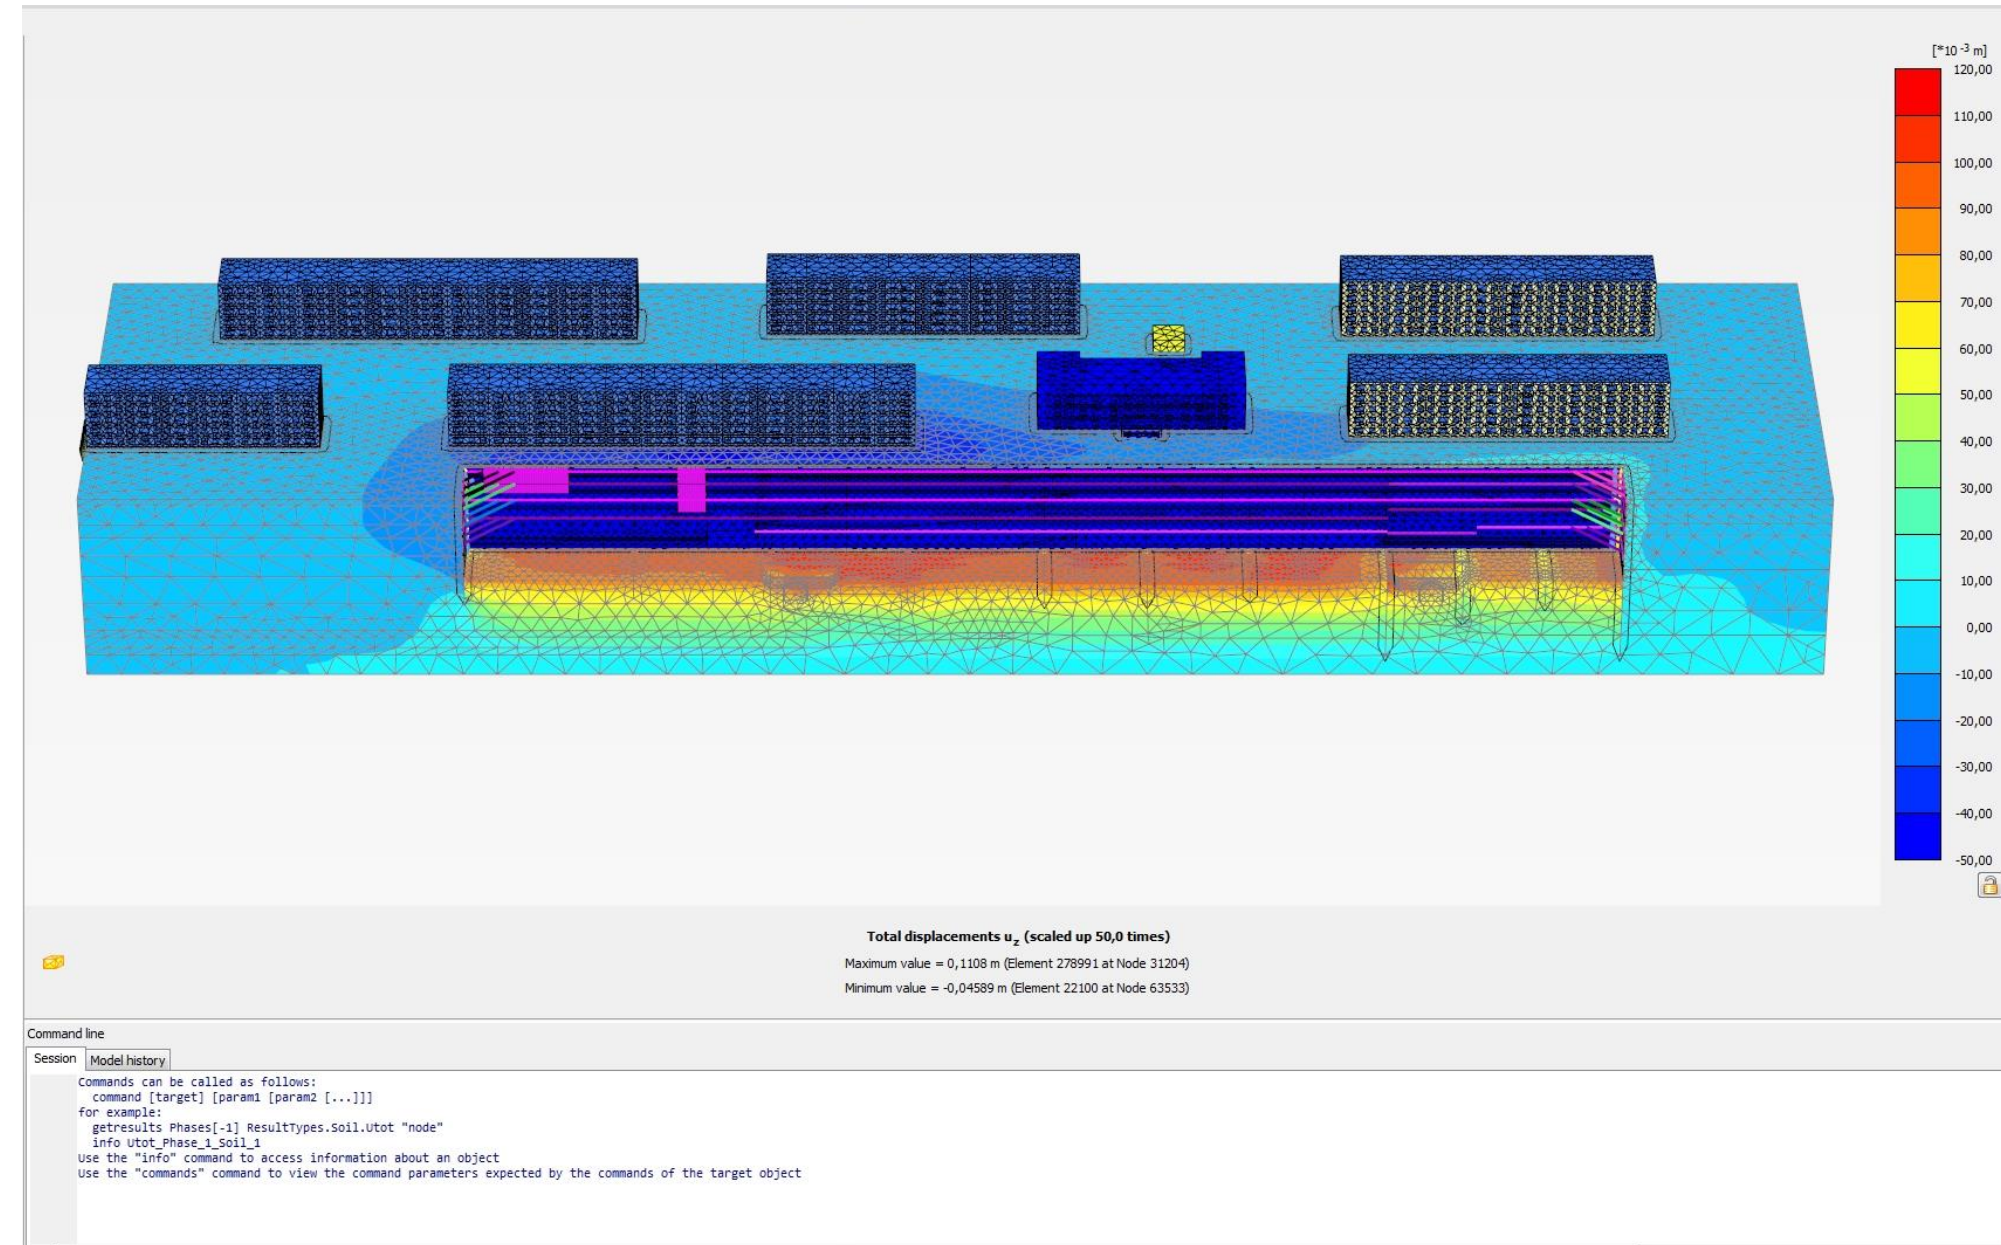 [*10 -3 m]
120,00
110,00
100,00
90,00
80,00
70,00
60,00
50,00
40,00
30,00
20,00
10,00
0,00
-10,00
-20,00
-30,00
-40,00
-50,00
Total displacements uz (scaled up 50,0 times)
Maximum value = 0,1108 m (Element 278991 at Node 31204)
Minimum value = -0,04589 m (Element 22100 at Node 63533)
Command line
Session Model history
Commands can be called as follows:
command [target] [param1 [param2 [...]]]
for example:
getresults Phases[-1] ResultTypes.Soil.Utot "node"
info Utot_Phase_1_Soil_1
Use the "info" command to access information about an object
Use the "commands" command to view the command parameters expected by the commands of the target object